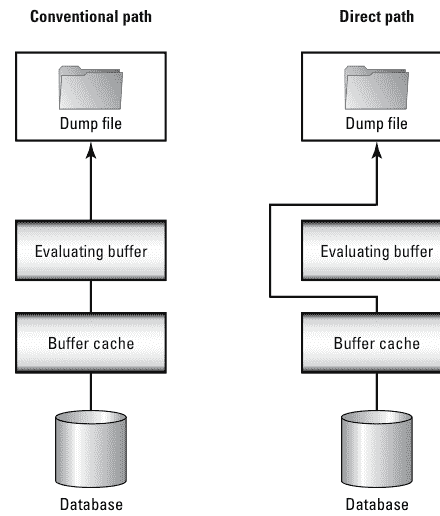 Conventional path
Direct path
Dump file
Dump file
Evaluating buffer
Evaluating buffer
Buffer cache
Buffer cache
Database
Database